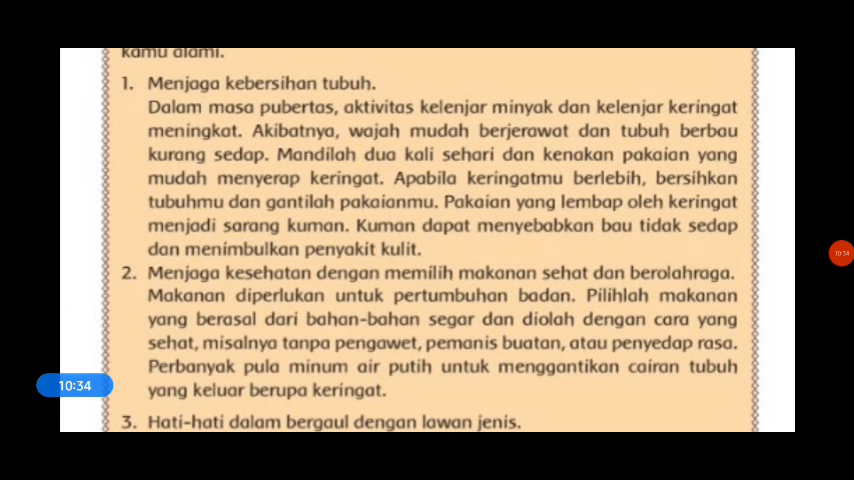 kamu alami.
1. Menjaga kebersihan tubuh.
Dalam masa pubertas, aktivitas kelenjar minyak dan kelenjar keringat
meningkat. Akibatnya, wajah mudah berjerawat dan tubuh berbau
kurang sedap. Mandilah dua kali sehari dan kenakan pakaian yang
mudah menyerap keringat. Apabila keringatmu berlebih, bersihkan
tubuhmu dan gantilah pakaianmu. Pakaian yang lembap oleh keringat
menjadi sarang kuman. Kuman dapat menyebabkan bau tidak sedap
dan menimbulkan penyakit kulit.
2. Menjaga kesehatan dengan memilih makanan sehat dan berolahraga.
Makanan diperlukan untuk pertumbuhan badan. Pilihlah makanan
yang berasal dari bahan-bahan segar dan diolah dengan cara yang
sehat, misalnya tanpa pengawet, pemanis buatan, atau penyedap rasa.
Perbanyak pula minum air putih untuk menggantikan cairan tubuh
yang keluar berupa keringat.
3. Hati-hati dalam bergaul dengan lawan jenis.
10:34
10:34